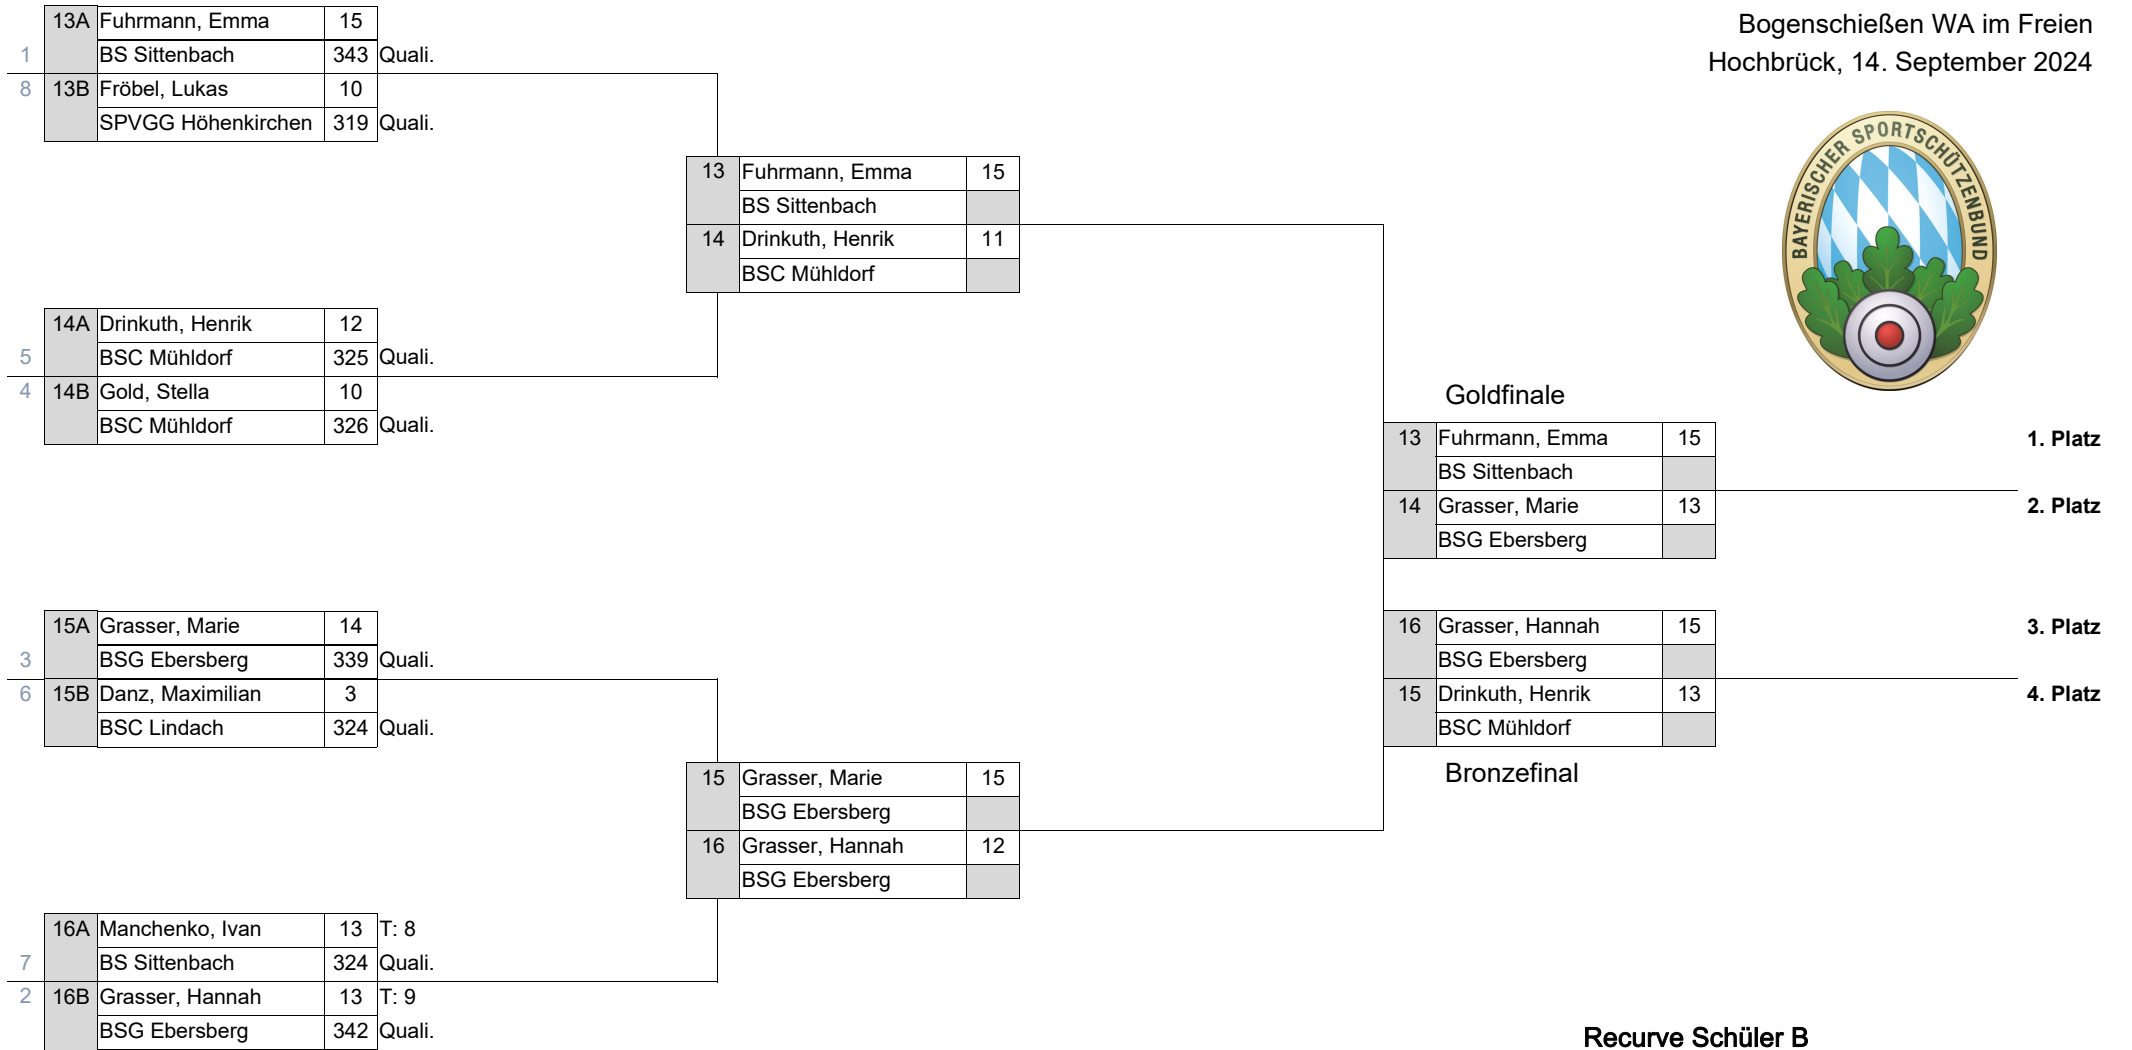 Bogenschießen WA im Freien
Hochbrück, 14. September 2024
BAYERISCHER SPORTSCHÜTZENBUND
13A Fuhrmann, Emma 15
1 BS Sittenbach 343 Quali.
8 13B Fröbel, Lukas 10
SPVGG Höhenkirchen 319 Quali.
13 Fuhrmann, Emma 15
BS Sittenbach
14 Drinkuth, Henrik 11
BSC Mühldorf
14A Drinkuth, Henrik 12
5 BSC Mühldorf 325 Quali.
4 14B Gold, Stella 10
BSC Mühldorf 326 Quali.
Goldfinale
13 Fuhrmann, Emma 15 1. Platz
BS Sittenbach
14 Grasser, Marie 13 2. Platz
BSG Ebersberg
15A Grasser, Marie 14
3 BSG Ebersberg 339 Quali.
6 15B Danz, Maximilian 3
BSC Lindach 324 Quali.
16 Grasser, Hannah 15 3. Platz
BSG Ebersberg
15 Drinkuth, Henrik 13 4. Platz
BSC Mühldorf
Bronzefinal
15 Grasser, Marie 15
BSG Ebersberg
16 Grasser, Hannah 12
BSG Ebersberg
16A Manchenko, Ivan 13 T: 8
7 BS Sittenbach 324 Quali.
2 16B Grasser, Hannah 13 T: 9
BSG Ebersberg 342 Quali.
Recurve Schüler B